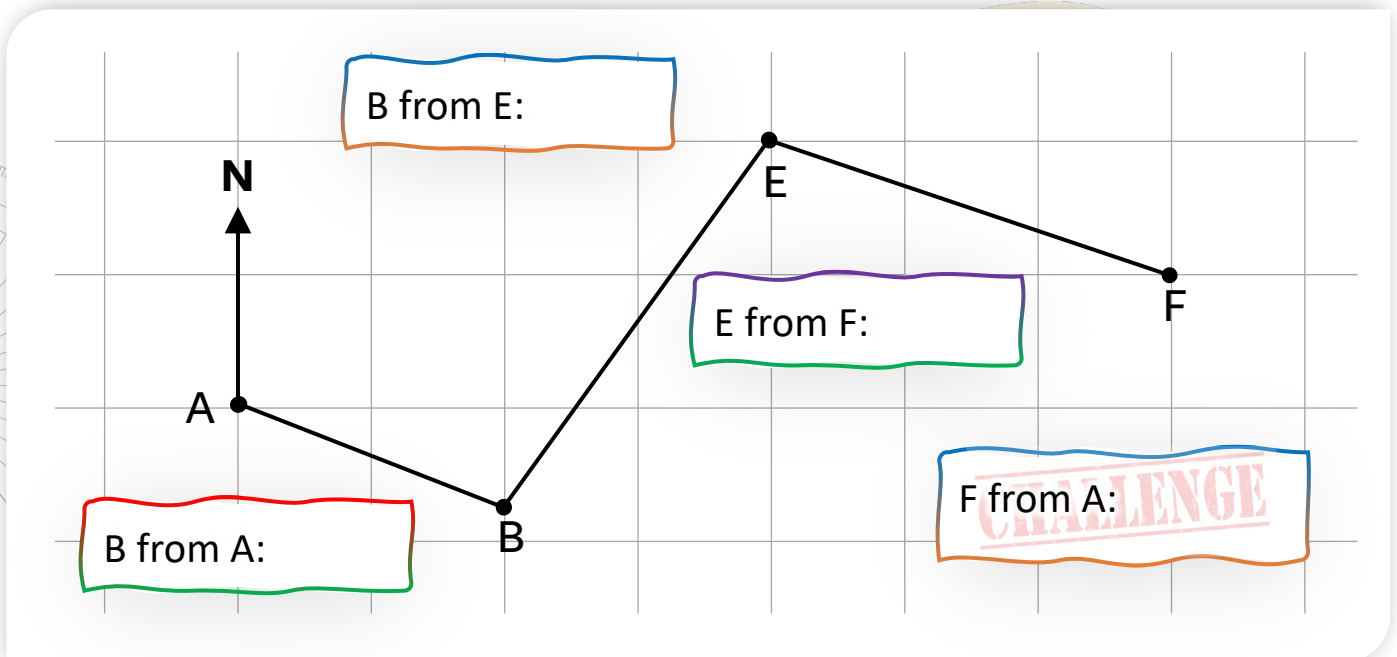 B from E:
N
E
E from F:
F
A
F from A:
CHALLENGE
B
B from A: